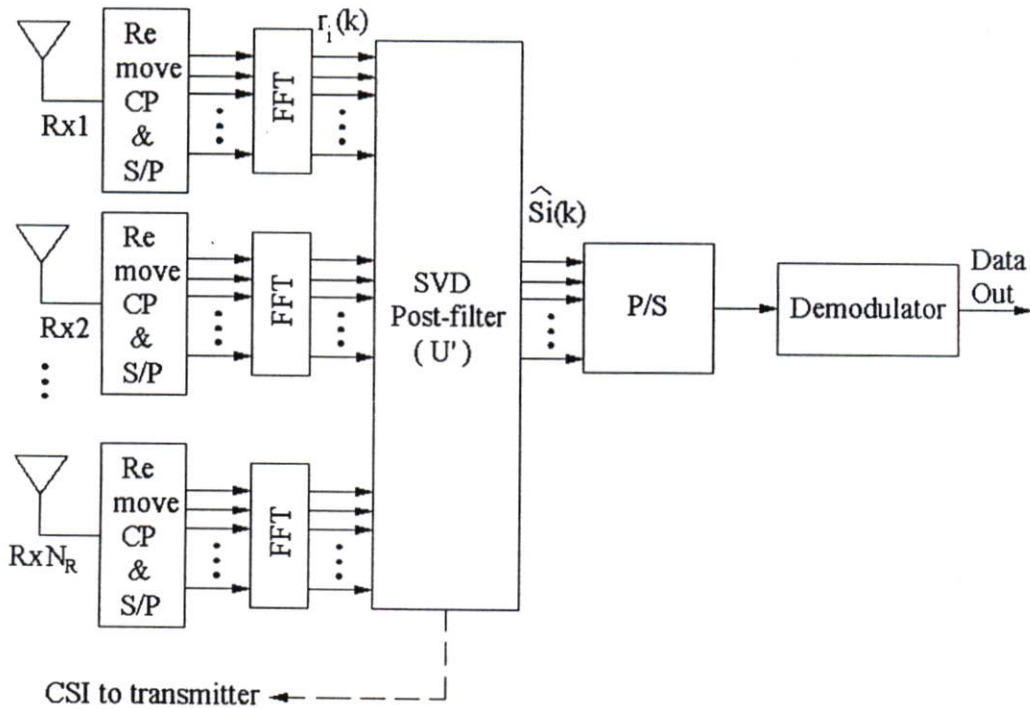 Re
move
CP
&
S/P
Rx1
FFT
r_i(k)
Re
move
CP
&
S/P
Rx2
FFT
Re
move
CP
&
S/P
RxN_R
FFT
SVD
Post-filter
( U' )
Ŝi(k)
P/S
Demodulator
Data
Out
CSI to transmitter